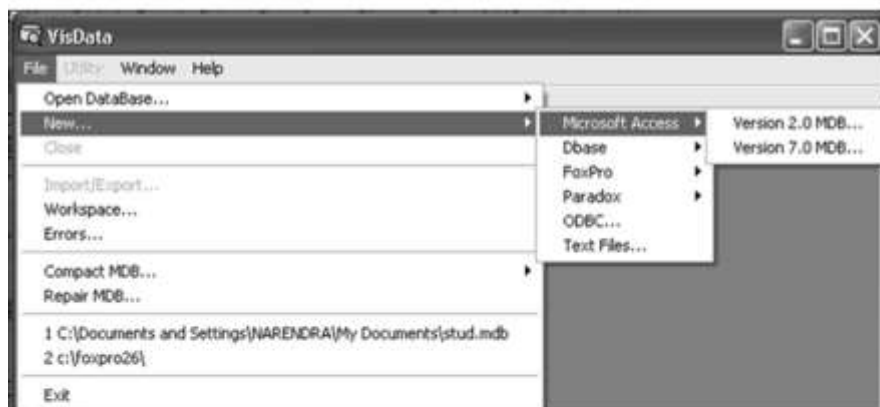 VisData
File Utility Window Help
Open DataBase...
New...
Close
Import/Export...
Workspace...
Errors...
Compact MDB...
Repair MDB...
1 C:\Documents and Settings\NARENDRA\My Documents\stud.mdb
2 c:\foxpro26\
Exit
Microsoft Access
Dbase
FoxPro
Paradox
ODBC...
Text Files...
Version 2.0 MDB...
Version 7.0 MDB...